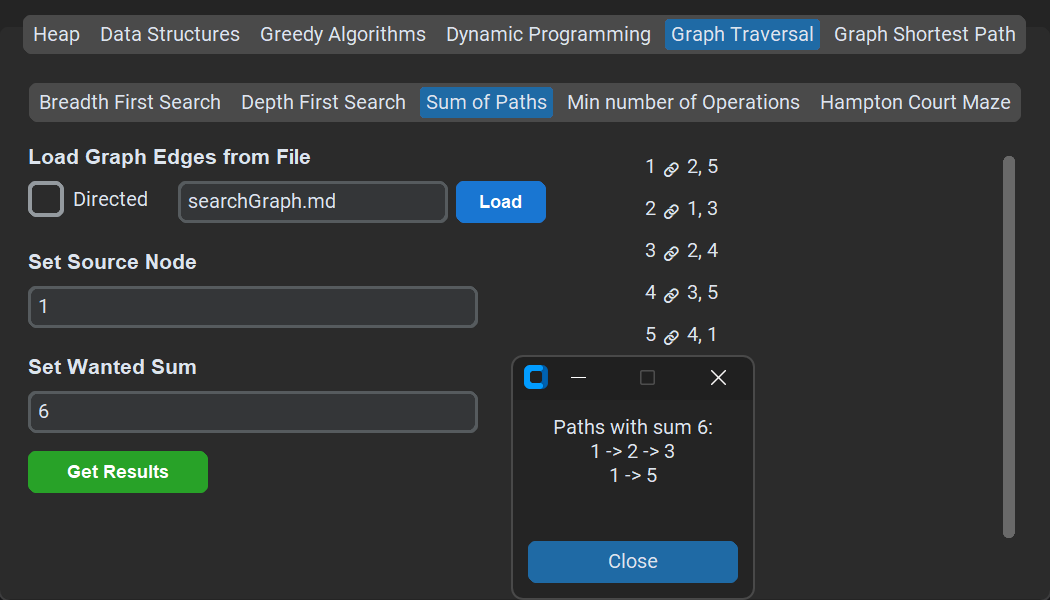 Heap Data Structures Greedy Algorithms Dynamic Programming Graph Traversal Graph Shortest Path
Breadth First Search Depth First Search Sum of Paths Min number of Operations Hampton Court Maze
Load Graph Edges from File
Directed searchGraph.md Load
Set Source Node
1
Set Wanted Sum
6
Get Results
1 🔗 2, 5
2 🔗 1, 3
3 🔗 2, 4
4 🔗 3, 5
5 🔗 4, 1
Paths with sum 6:
1 -> 2 -> 3
1 -> 5
Close